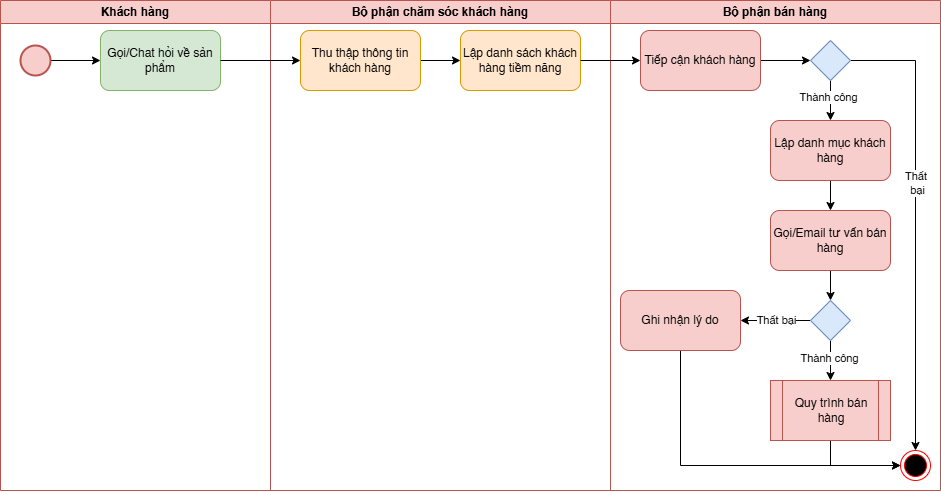 Khách hàng
Bộ phận chăm sóc khách hàng
Bộ phận bán hàng
Gọi/Chat hỏi về sản
phẩm
Thu thập thông tin
khách hàng
Lập danh sách khách
hàng tiềm năng
Tiếp cận khách hàng
Thành công
Lập danh mục khách
hàng
Thất
bại
Gọi/Email tư vấn bán
hàng
Ghi nhận lý do
Thất bại
Thành công
Quy trình bán
hàng